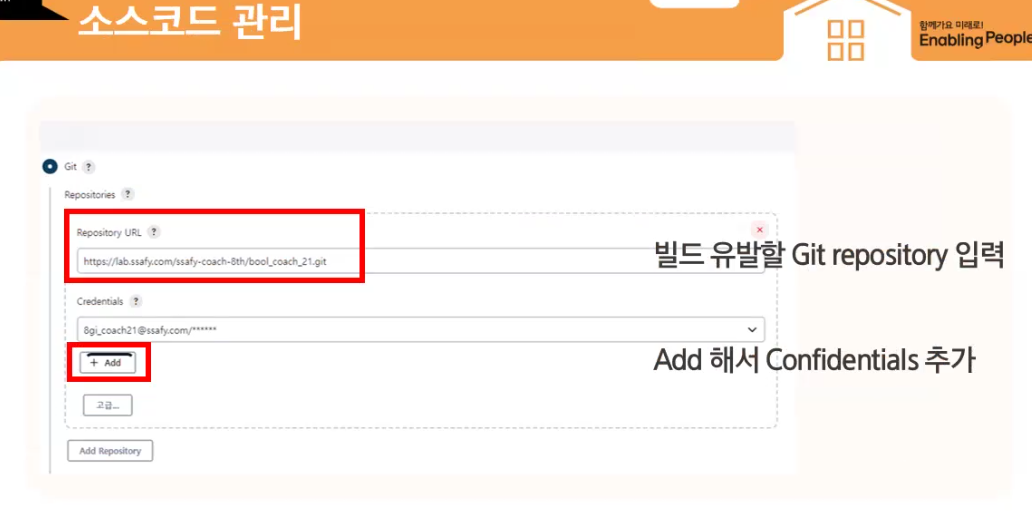 소스코드 관리
함께가요 미래로!
Enabling People
Git ?
Repositories ?
Repository URL ?
https://lab.ssafy.com/ssafy-coach-8th/bool_coach_21.git
빌드 유발할 Git repository 입력
Credentials ?
8gi_coach21@ssafy.com/******
+ Add
Add 해서 Confidentials 추가
고급...
Add Repository